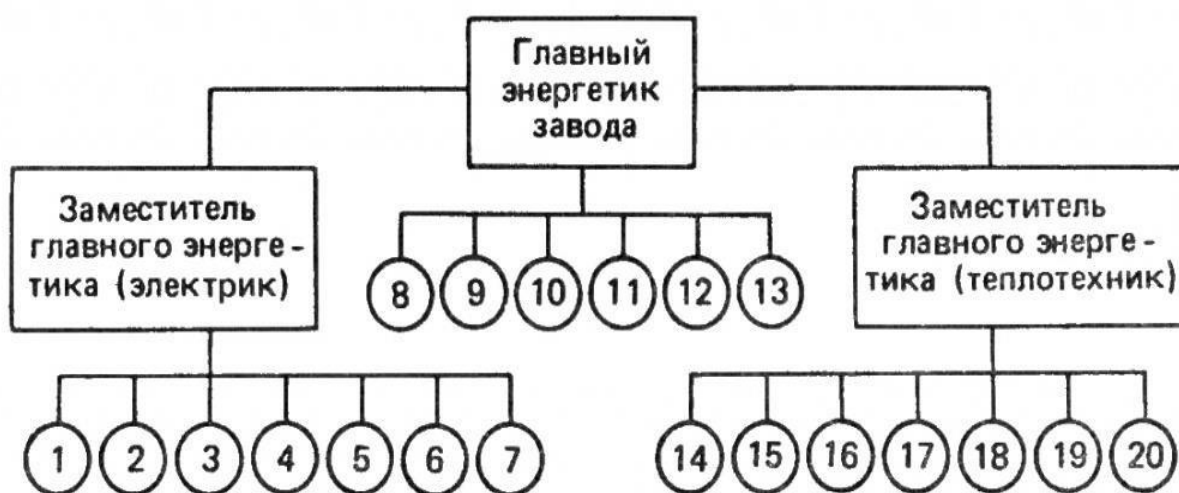 Главный
энергетик
завода
Заместитель
главного энерге-
тика (электрик)
Заместитель
главного энерге-
тика (теплотехник)
8 9 10 11 12 13
1 2 3 4 5 6 7
14 15 16 17 18 19 20